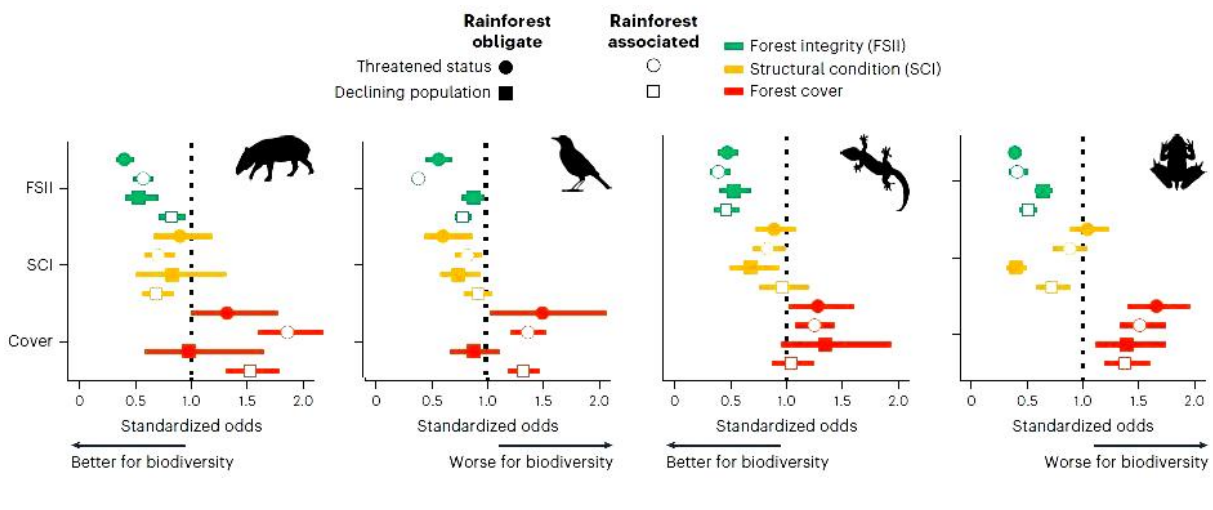 Rainforest obligate
Rainforest associated
Threatened status
Declining population
Forest integrity (FSII)
Structural condition (SCI)
Forest cover
FSII
SCI
Cover
0 0.5 1.0 1.5 2.0
0 0.5 1.0 1.5 2.0
0 0.5 1.0 1.5 2.0
0 0.5 1.0 1.5 2.0
Standardized odds
Standardized odds
Standardized odds
Standardized odds
Better for biodiversity
Worse for biodiversity
Better for biodiversity
Worse for biodiversity